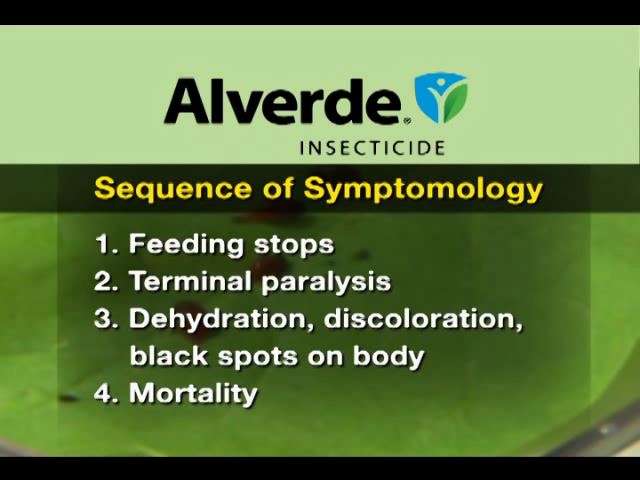 Alverde®
INSECTICIDE
Sequence of Symptomology
1. Feeding stops
2. Terminal paralysis
3. Dehydration, discoloration,
black spots on body
4. Mortality